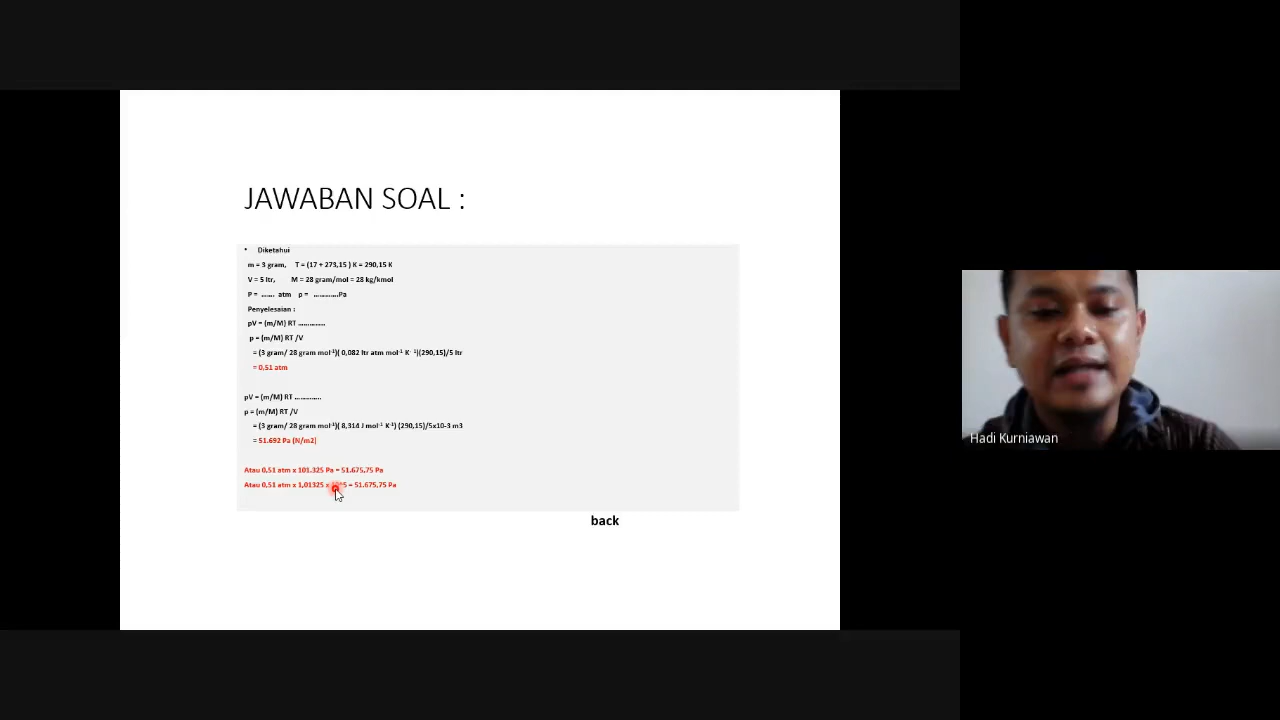 JAWABAN SOAL :
• Diketahui
m = 3 gram, T = (17 + 273,15 ) K = 290,15 K
V = 5 ltr, M = 28 gram/mol = 28 kg/kmol
P = ....... atm p = .............Pa
Penyelesaian :
pV = (m/M) RT .............
p = (m/M) RT /V
= (3 gram/ 28 gram mol⁻¹)( 0,082 ltr atm mol⁻¹ K⁻¹)(290,15)/5 ltr
= 0,51 atm
pV = (m/M) RT .............
p = (m/M) RT /V
= (3 gram/ 28 gram mol⁻¹)( 8,314 J mol⁻¹ K⁻¹) (290,15)/5x10-3 m3
= 51.692 Pa (N/m2)
Atau 0,51 atm x 101.325 Pa = 51.675,75 Pa
Atau 0,51 atm x 1,01325 x = 51.675,75 Pa
back
Hadi Kurniawan